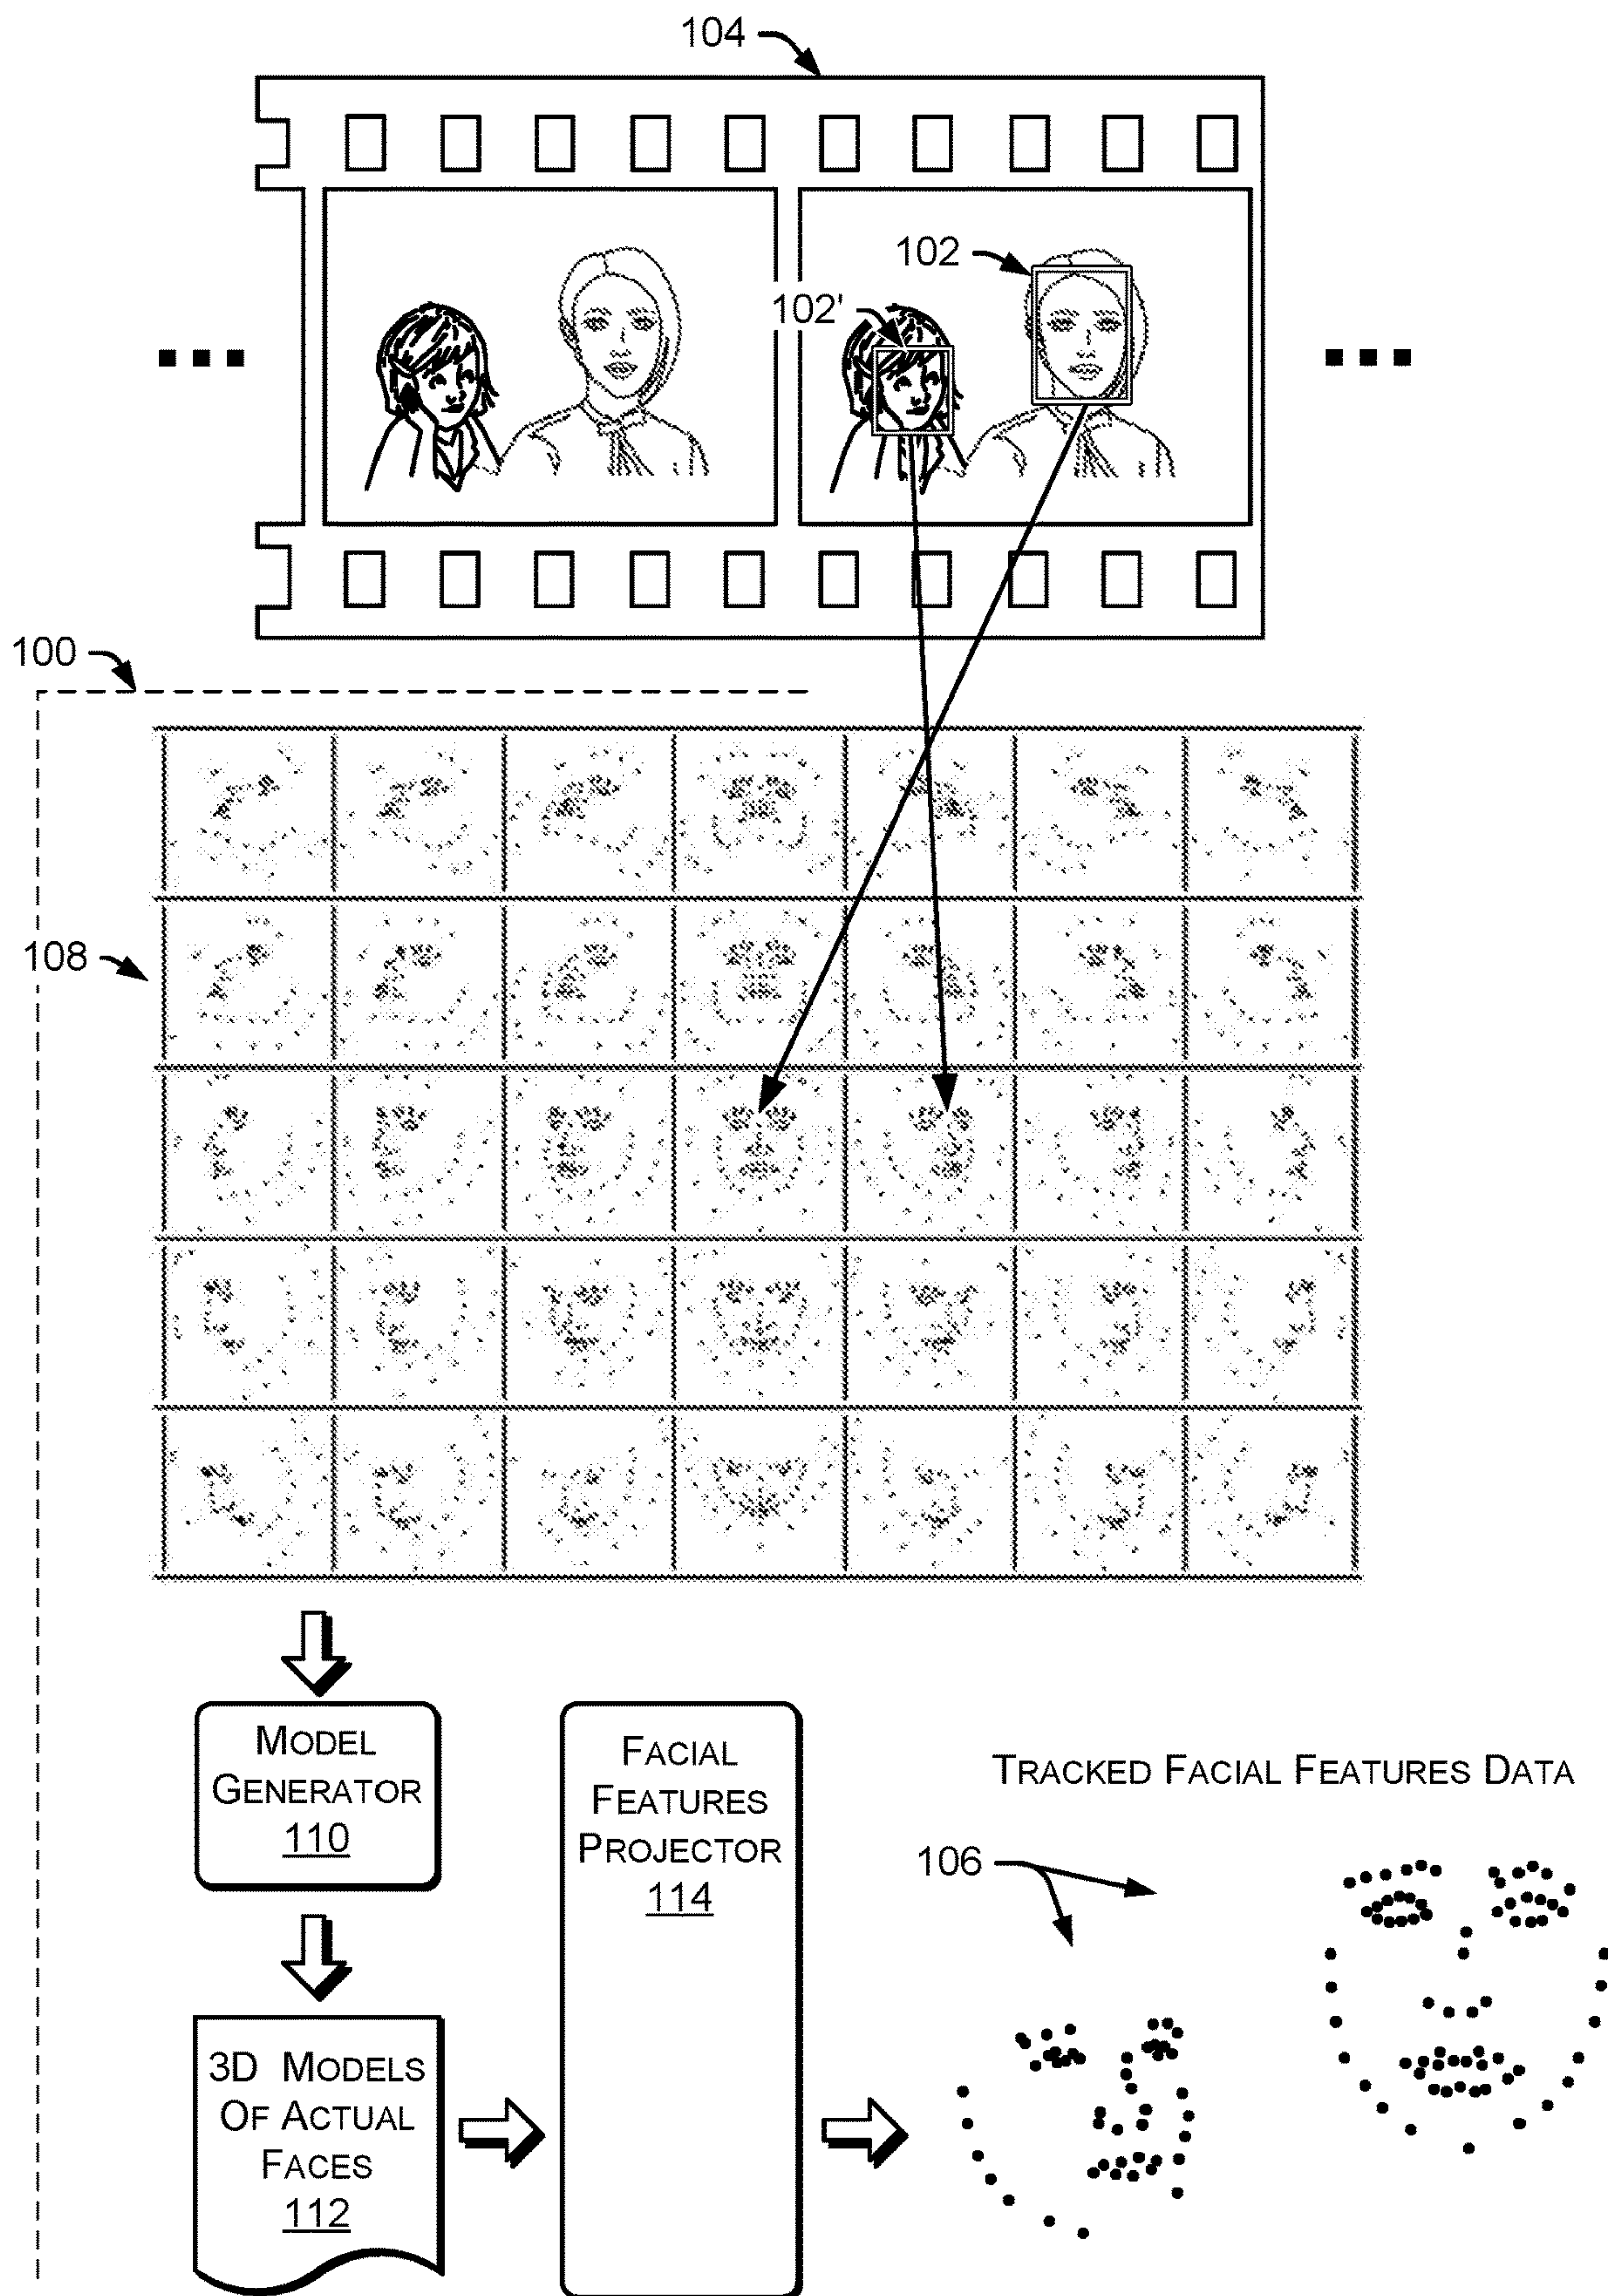 104
102
102'
100
108
MODEL
GENERATOR
110
FACIAL
FEATURES
PROJECTOR
114
TRACKED FACIAL FEATURES DATA
106
3D MODELS
OF ACTUAL
FACES
112